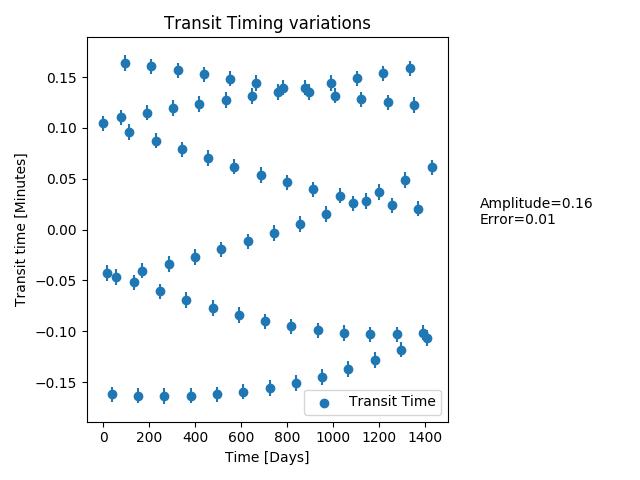 Transit Timing variations
Transit time [Minutes]
0.15
0.10
0.05
0.00
−0.05
−0.10
−0.15
Amplitude=0.16
Error=0.01
Transit Time
0 200 400 600 800 1000 1200 1400
Time [Days]